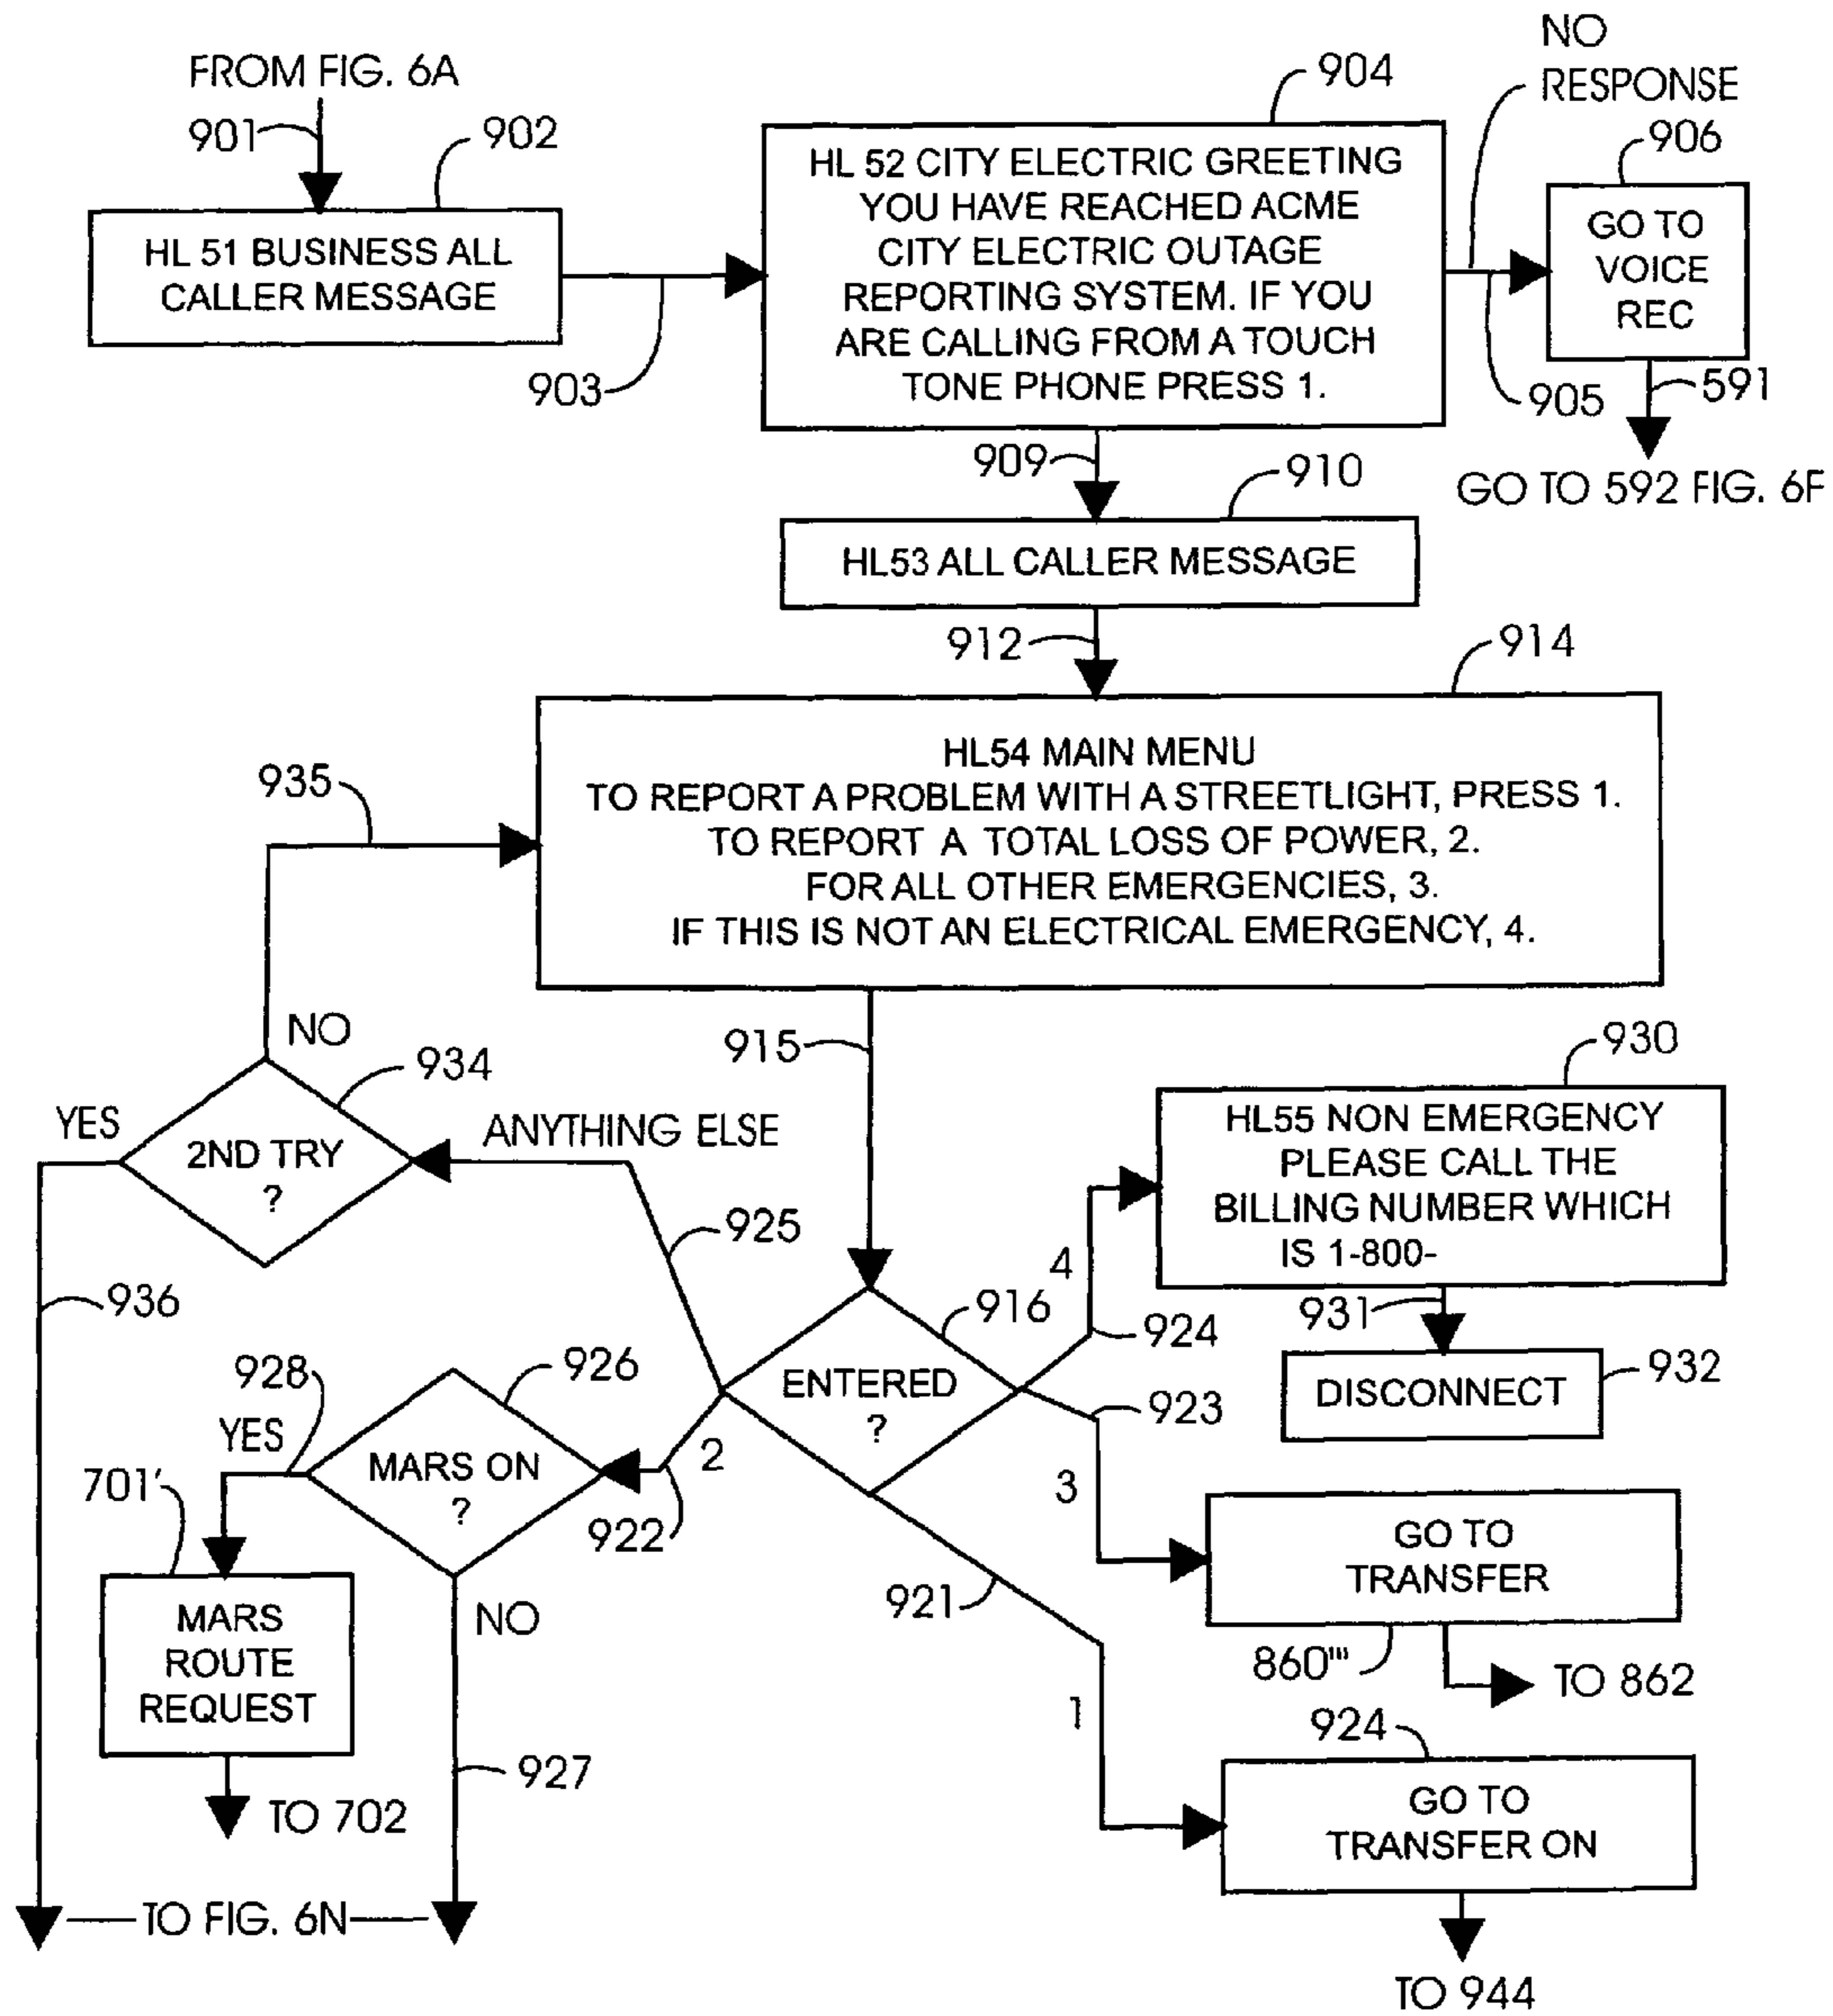 FROM FIG. 6A
901
902
HL 51 BUSINESS ALL
CALLER MESSAGE
903
904
HL 52 CITY ELECTRIC GREETING
YOU HAVE REACHED ACME
CITY ELECTRIC OUTAGE
REPORTING SYSTEM. IF YOU
ARE CALLING FROM A TOUCH
TONE PHONE PRESS 1.
NO
RESPONSE
905
906
GO TO
VOICE
REC
591
GO TO 592 FIG. 6F
909
910
HL53 ALL CALLER MESSAGE
912
914
HL54 MAIN MENU
TO REPORT A PROBLEM WITH A STREETLIGHT, PRESS 1.
TO REPORT A TOTAL LOSS OF POWER, 2.
FOR ALL OTHER EMERGENCIES, 3.
IF THIS IS NOT AN ELECTRICAL EMERGENCY, 4.
935
NO
934
YES
2ND TRY
?
936
ANYTHING ELSE
925
915
916
ENTERED
?
4
924
930
HL55 NON EMERGENCY
PLEASE CALL THE
BILLING NUMBER WHICH
IS 1-800-
931
DISCONNECT
932
923
3
GO TO
TRANSFER
860'''
TO 862
921
1
924
GO TO
TRANSFER ON
TO 944
2
922
926
MARS ON
?
928
YES
701'
MARS
ROUTE
REQUEST
TO 702
NO
927
TO FIG. 6N